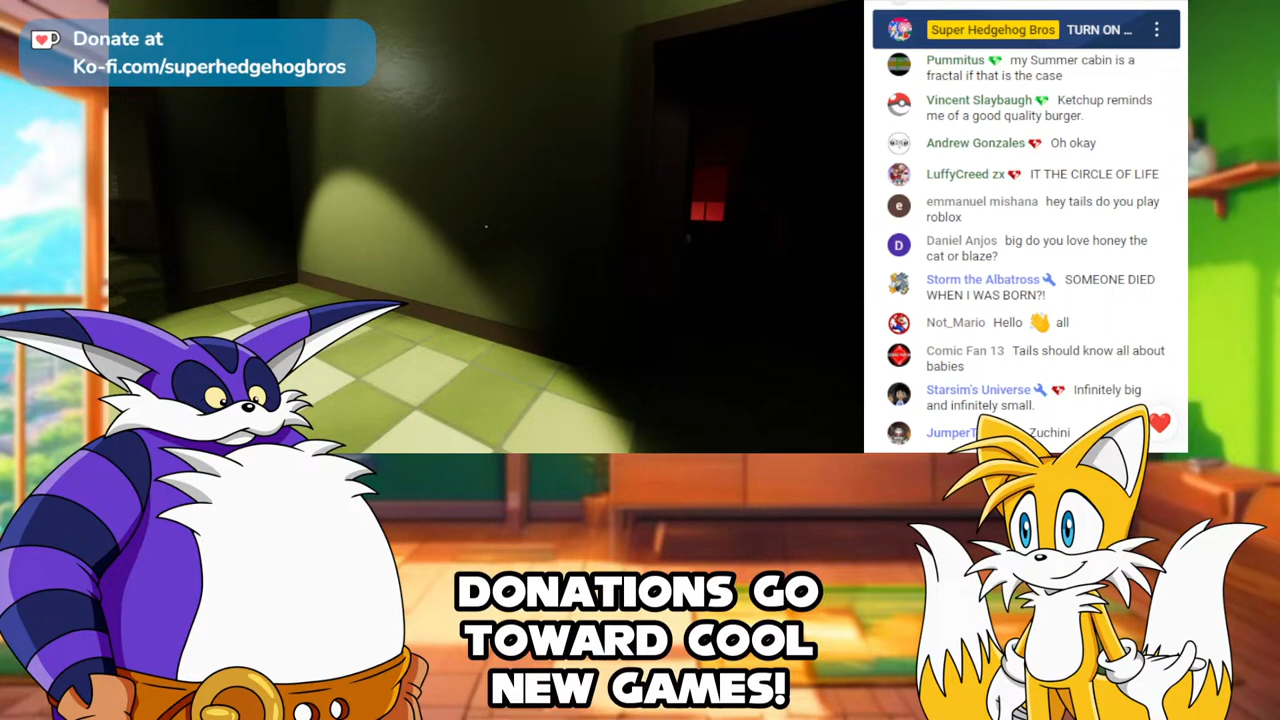 Donate at
Ko-fi.com/superhedgehogbros
Super Hedgehog Bros TURN ON ...
Pummitus my Summer cabin is a
fractal if that is the case
Vincent Slaybaugh Ketchup reminds
me of a good quality burger.
Andrew Gonzales Oh okay
LuffyCreed zx IT THE CIRCLE OF LIFE
emmanuel mishana hey tails do you play
roblox
e
Daniel Anjos big do you love honey the
cat or blaze?
D
Storm the Albatross SOMEONE DIED
WHEN I WAS BORN?!
Not_Mario Hello 👋 all
Comic Fan 13 Tails should know all about
babies
Starsim's Universe Infinitely big
and infinitely small.
JumperT Zuchini
DONATIONS GO
TOWARD COOL
NEW GAMES!